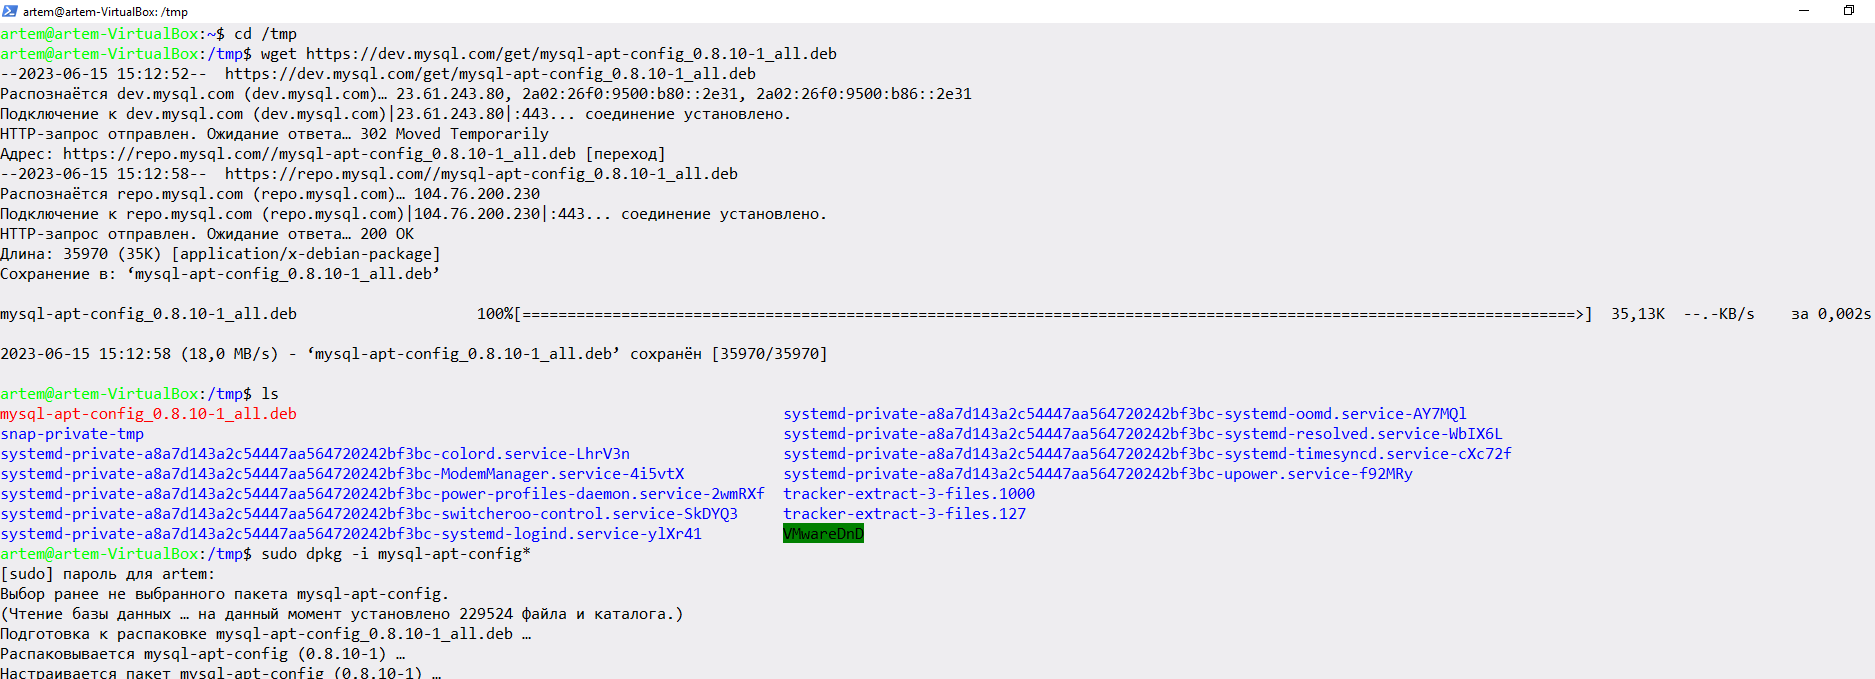 artem@artem-VirtualBox: /tmp
artem@artem-VirtualBox:~$ cd /tmp
artem@artem-VirtualBox:/tmp$ wget https://dev.mysql.com/get/mysql-apt-config_0.8.10-1_all.deb
--2023-06-15 15:12:52--  https://dev.mysql.com/get/mysql-apt-config_0.8.10-1_all.deb
Распознаётся dev.mysql.com (dev.mysql.com)… 23.61.243.80, 2a02:26f0:9500:b80::2e31, 2a02:26f0:9500:b86::2e31
Подключение к dev.mysql.com (dev.mysql.com)|23.61.243.80|:443... соединение установлено.
HTTP-запрос отправлен. Ожидание ответа… 302 Moved Temporarily
Адрес: https://repo.mysql.com//mysql-apt-config_0.8.10-1_all.deb [переход]
--2023-06-15 15:12:58--  https://repo.mysql.com//mysql-apt-config_0.8.10-1_all.deb
Распознаётся repo.mysql.com (repo.mysql.com)… 104.76.200.230
Подключение к repo.mysql.com (repo.mysql.com)|104.76.200.230|:443... соединение установлено.
HTTP-запрос отправлен. Ожидание ответа… 200 OK
Длина: 35970 (35K) [application/x-debian-package]
Сохранение в: ‘mysql-apt-config_0.8.10-1_all.deb’
mysql-apt-config_0.8.10-1_all.deb 100%[=====================================================================================================================>] 35,13K --.-KB/s за 0,002s
2023-06-15 15:12:58 (18,0 MB/s) - ‘mysql-apt-config_0.8.10-1_all.deb’ сохранён [35970/35970]
artem@artem-VirtualBox:/tmp$ ls
mysql-apt-config_0.8.10-1_all.deb systemd-private-a8a7d143a2c54447aa564720242bf3bc-systemd-oomd.service-AY7MQl
snap-private-tmp systemd-private-a8a7d143a2c54447aa564720242bf3bc-systemd-resolved.service-WbIX6L
systemd-private-a8a7d143a2c54447aa564720242bf3bc-colord.service-LhrV3n systemd-private-a8a7d143a2c54447aa564720242bf3bc-systemd-timesyncd.service-cXc72f
systemd-private-a8a7d143a2c54447aa564720242bf3bc-ModemManager.service-4i5vtX systemd-private-a8a7d143a2c54447aa564720242bf3bc-upower.service-f92MRy
systemd-private-a8a7d143a2c54447aa564720242bf3bc-power-profiles-daemon.service-2wmRXf tracker-extract-3-files.1000
systemd-private-a8a7d143a2c54447aa564720242bf3bc-switcheroo-control.service-SkDYQ3 tracker-extract-3-files.127
systemd-private-a8a7d143a2c54447aa564720242bf3bc-systemd-logind.service-ylXr41 VMwareDnD
artem@artem-VirtualBox:/tmp$ sudo dpkg -i mysql-apt-config*
[sudo] пароль для artem:
Выбор ранее не выбранного пакета mysql-apt-config.
(Чтение базы данных … на данный момент установлено 229524 файла и каталога.)
Подготовка к распаковке mysql-apt-config_0.8.10-1_all.deb …
Распаковывается mysql-apt-config (0.8.10-1) …
Настраивается пакет mysql-apt-config (0.8.10-1) …